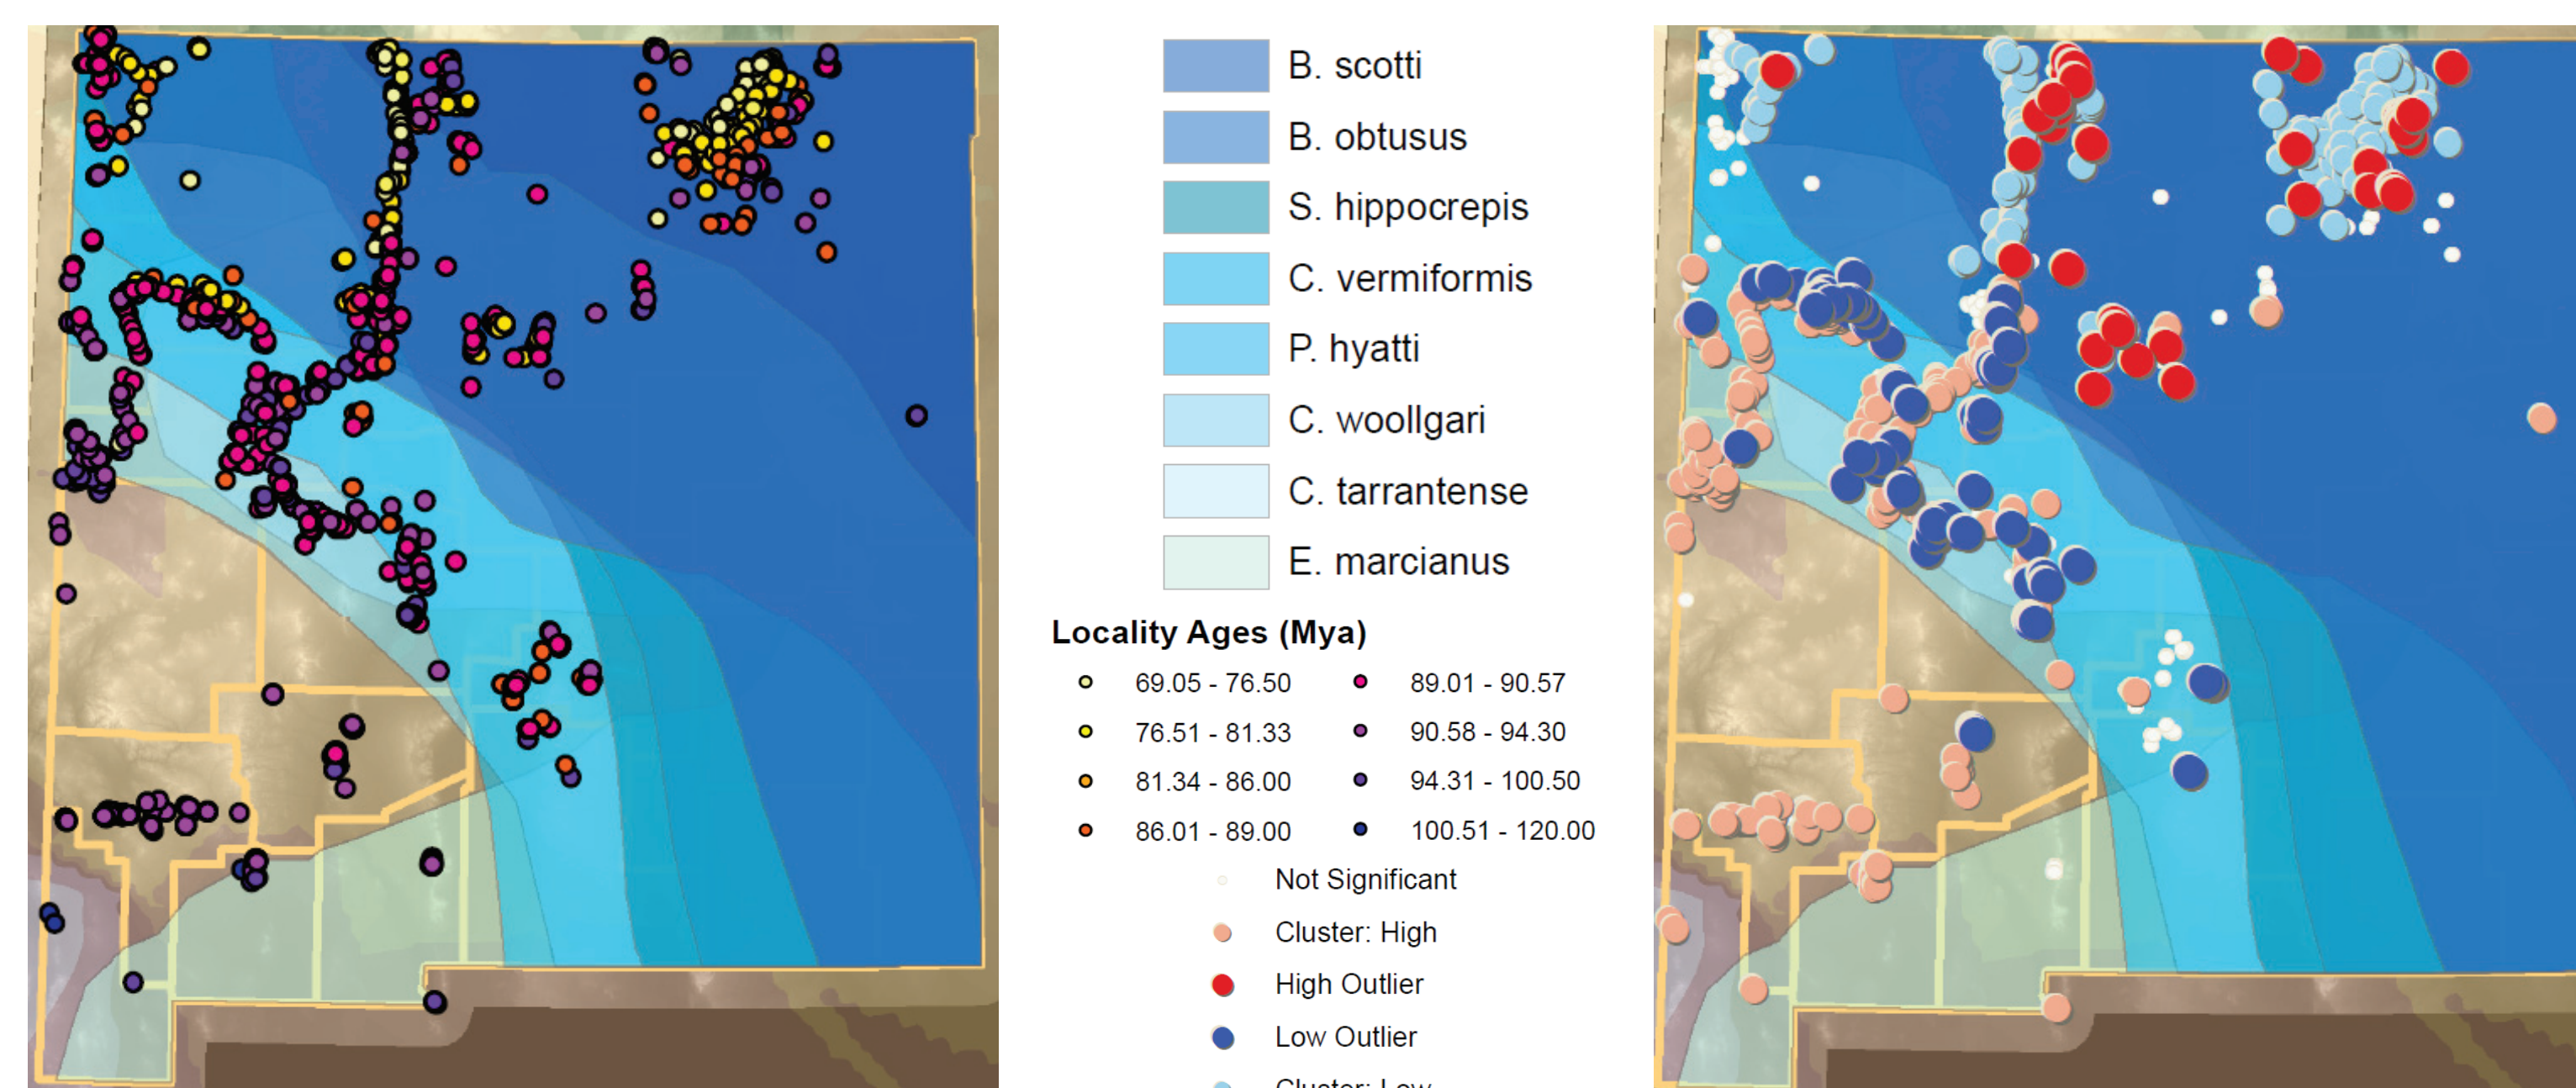 B. scotti
B. obtusus
S. hippocrepis
C. vermiformis
P. hyatti
C. woollgari
C. tarrantense
E. marcianus
Locality Ages (Mya)
69.05 - 76.50 89.01 - 90.57
76.51 - 81.33 90.58 - 94.30
81.34 - 86.00 94.31 - 100.50
86.01 - 89.00 100.51 - 120.00
Not Significant
Cluster: High
High Outlier
Low Outlier
Cluster: Low